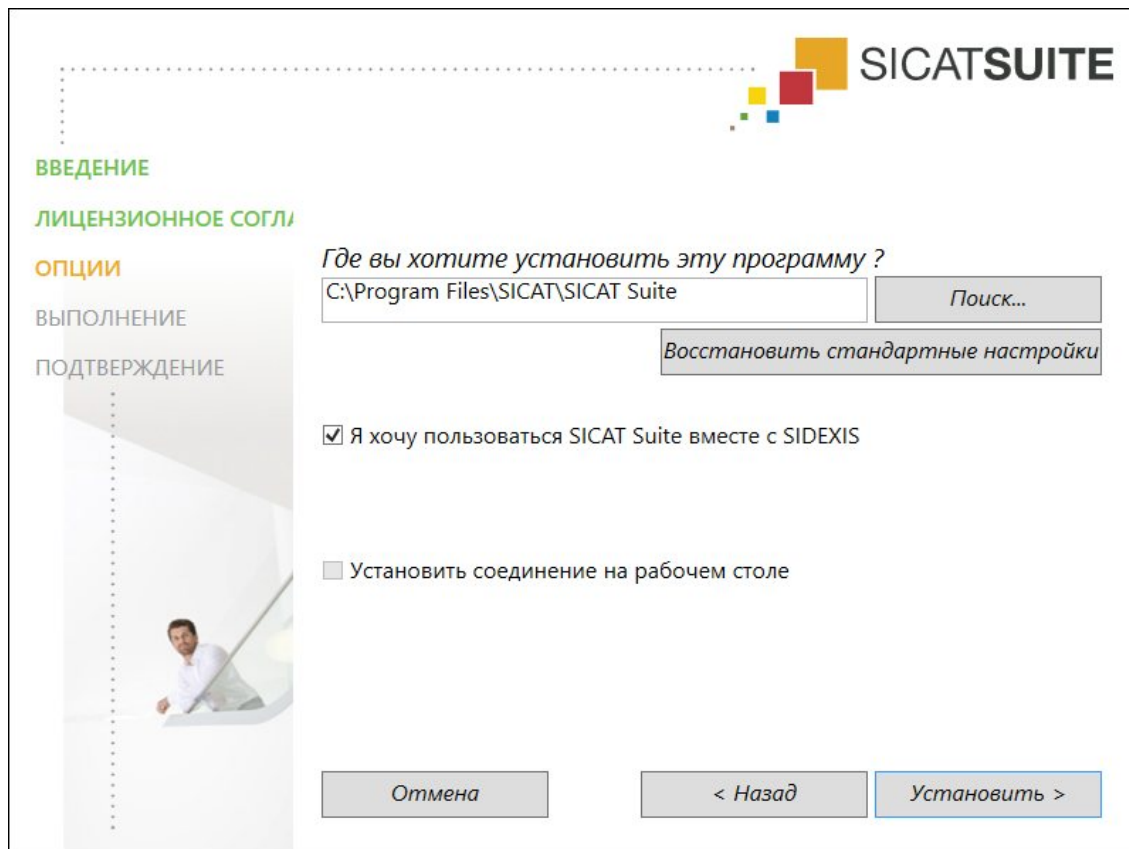 SICATSUITE
ВВЕДЕНИЕ
ЛИЦЕНЗИОННОЕ СОГЛА
ОПЦИИ
ВЫПОЛНЕНИЕ
ПОДТВЕРЖДЕНИЕ
Где вы хотите установить эту программу ?
C:\Program Files\SICAT\SICAT Suite
Поиск...
Восстановить стандартные настройки
Я хочу пользоваться SICAT Suite вместе с SIDEXIS
Установить соединение на рабочем столе
Отмена
< Назад
Установить >